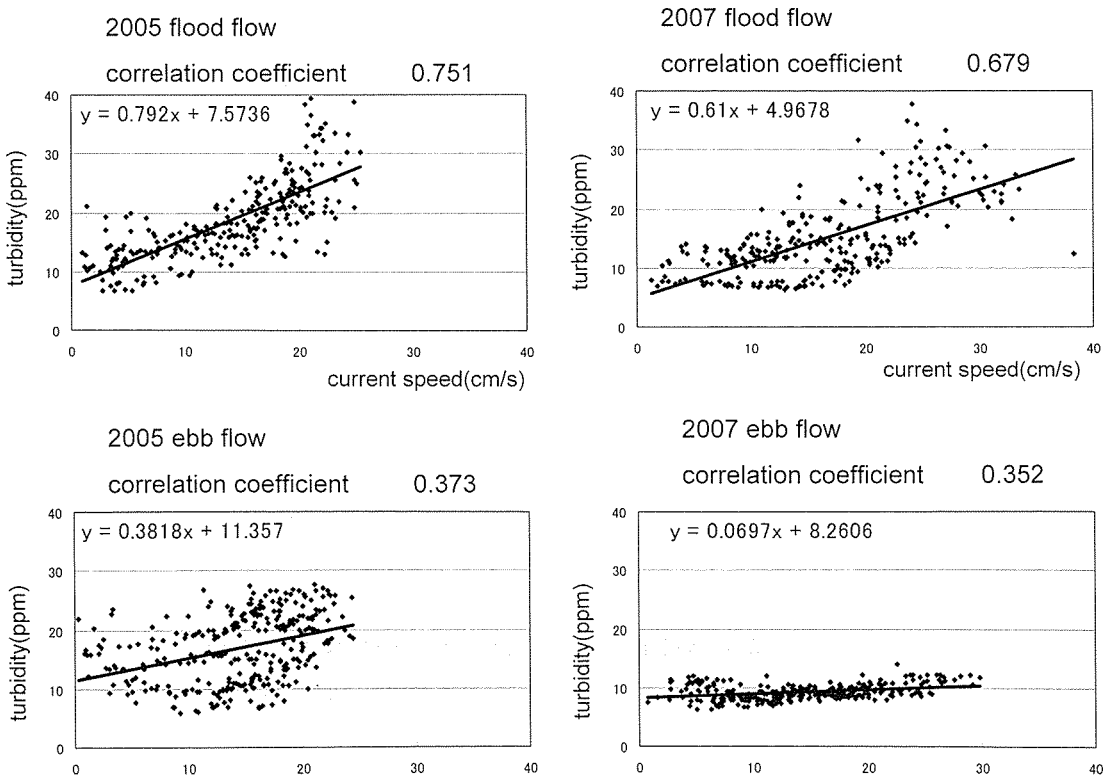 2005 flood flow
correlation coefficient 0.751
y = 0.792x + 7.5736
40
30
20
10
0
turbidity(ppm)
0 10 20 30 40
current speed(cm/s)
2007 flood flow
correlation coefficient 0.679
y = 0.61x + 4.9678
40
30
20
10
0
turbidity(ppm)
0 10 20 30 40
current speed(cm/s)
2005 ebb flow
correlation coefficient 0.373
y = 0.3818x + 11.357
40
30
20
10
0
turbidity(ppm)
0 10 20 30 40
2007 ebb flow
correlation coefficient 0.352
y = 0.0697x + 8.2606
40
30
20
10
0
turbidity(ppm)
0 10 20 30 40